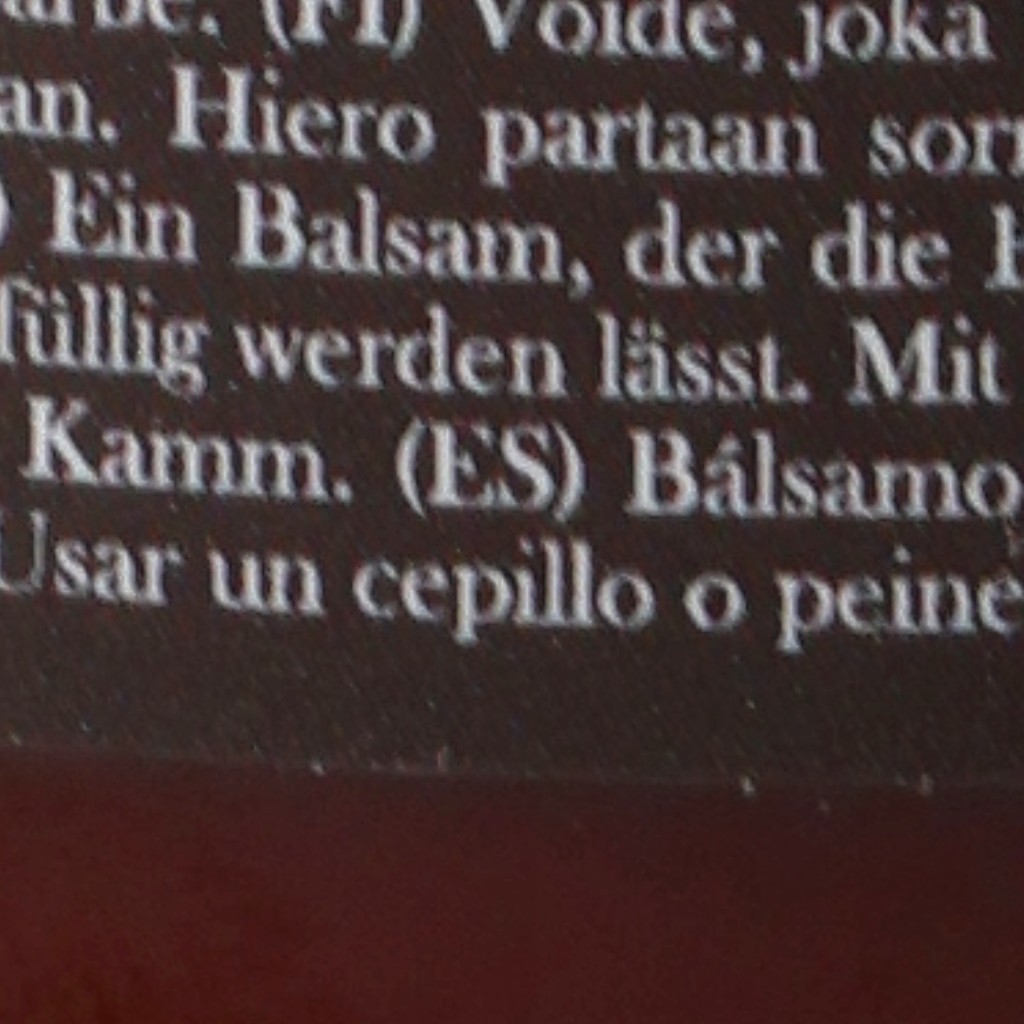 (FI) Voide, joka
Hiero partaan
) Ein Balsam, der die
füllig werden lässt. Mit
Kamm. (ES) Bálsamo
Usar un cepillo o peine